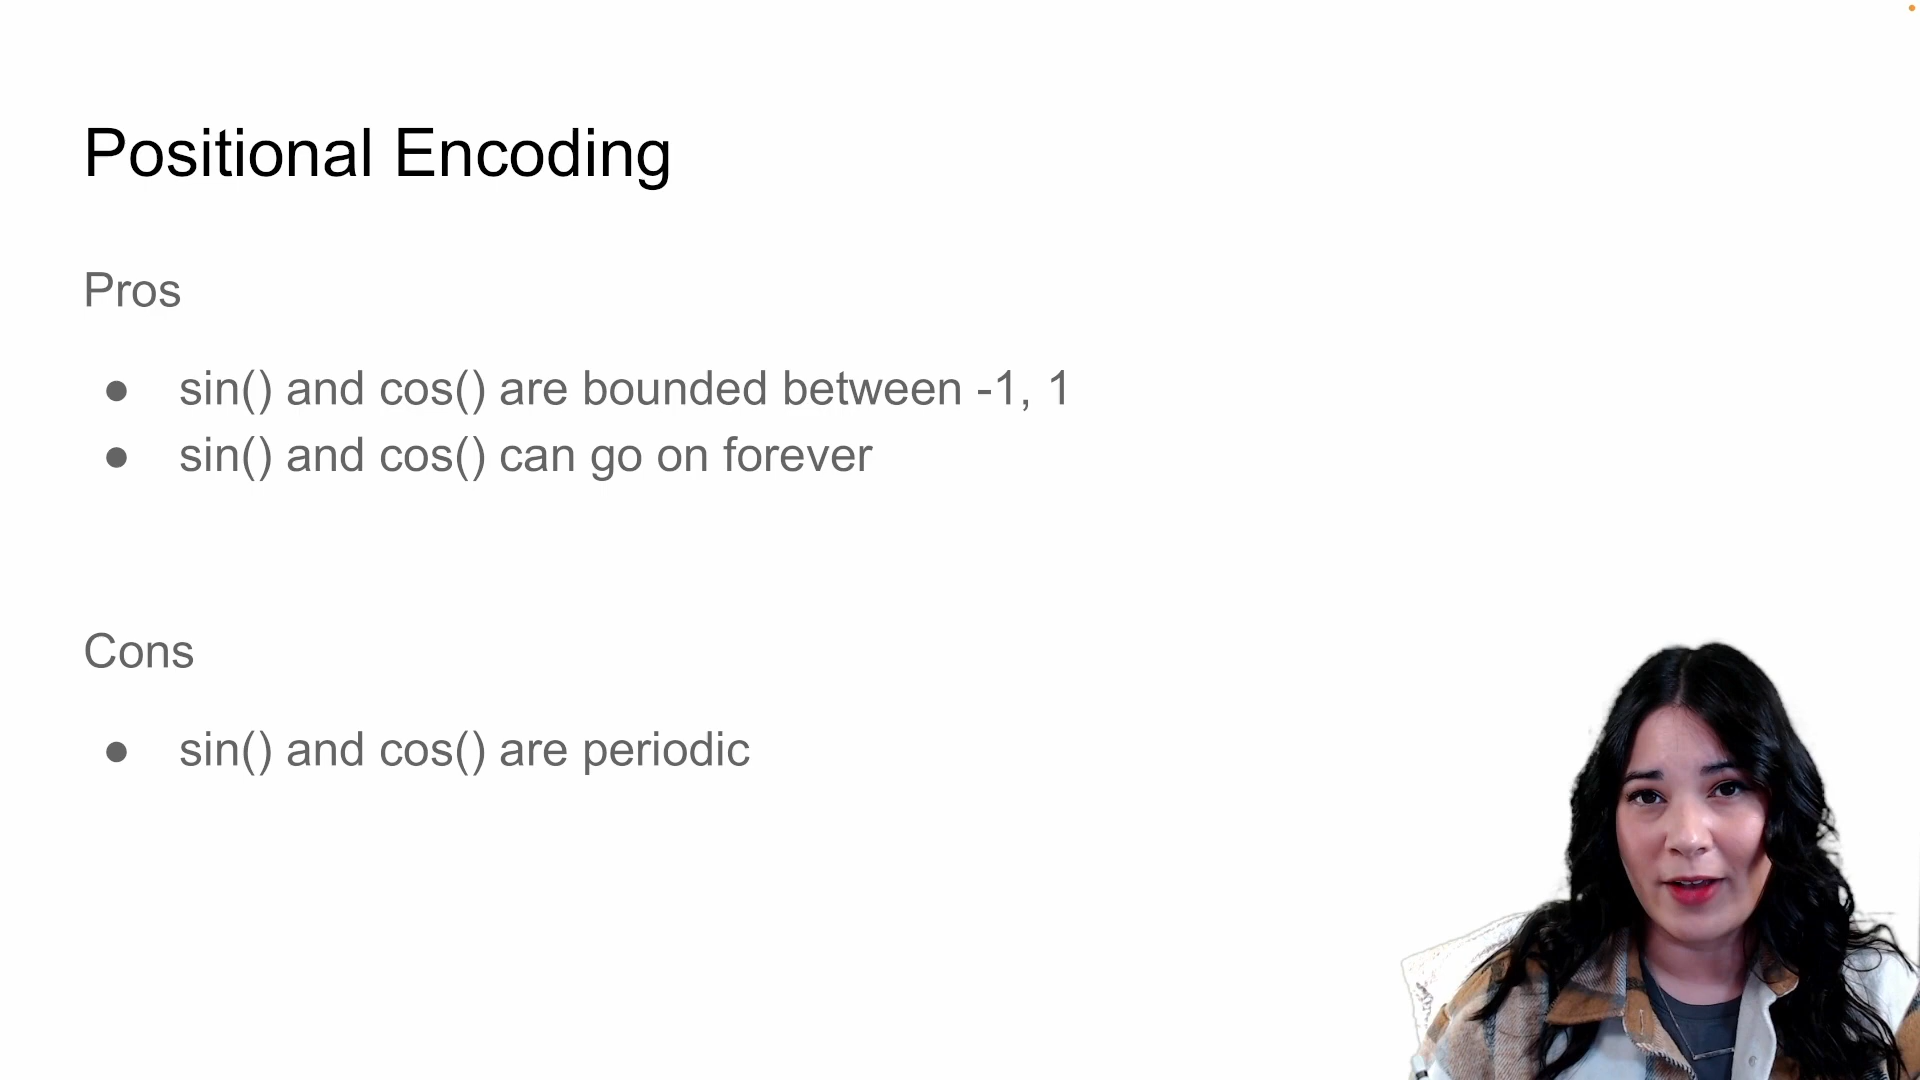 Positional Encoding
Pros
● sin() and cos() are bounded between -1, 1
● sin() and cos() can go on forever
Cons
● sin() and cos() are periodic